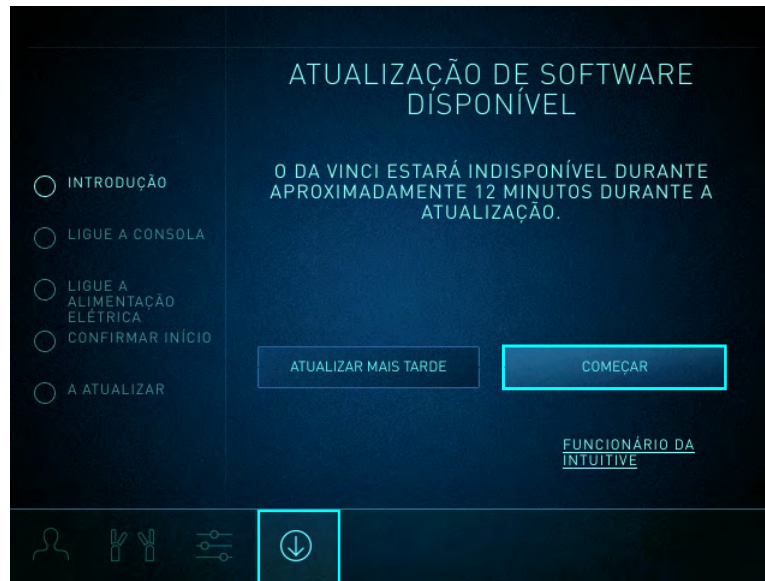 ATUALIZAÇÃO DE SOFTWARE
DISPONÍVEL
O DA VINCI ESTARÁ INDISPONÍVEL DURANTE
APROXIMADAMENTE 12 MINUTOS DURANTE A
ATUALIZAÇÃO.
INTRODUÇÃO
LIGUE A CONSOLA
LIGUE A
ALIMENTAÇÃO
ELÉTRICA
CONFIRMAR INÍCIO
A ATUALIZAR
ATUALIZAR MAIS TARDE
COMEÇAR
FUNCIONÁRIO DA
INTUITIVE